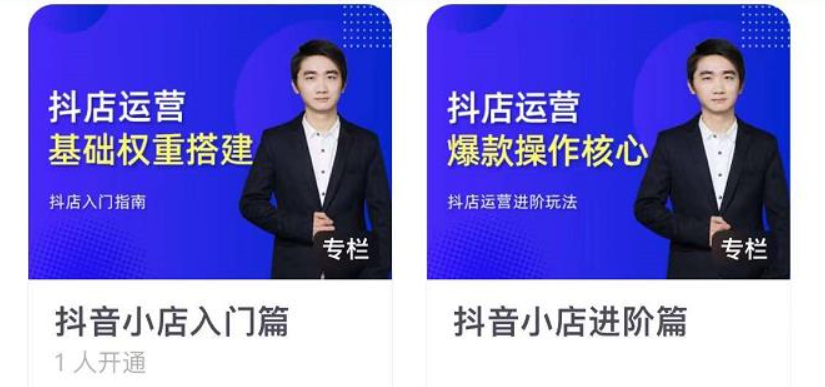 抖店运营
基础权重搭建
抖店入门指南
专栏
抖音小店入门篇
1 人开通
抖店运营
爆款操作核心
抖店运营进阶玩法
专栏
抖音小店进阶篇